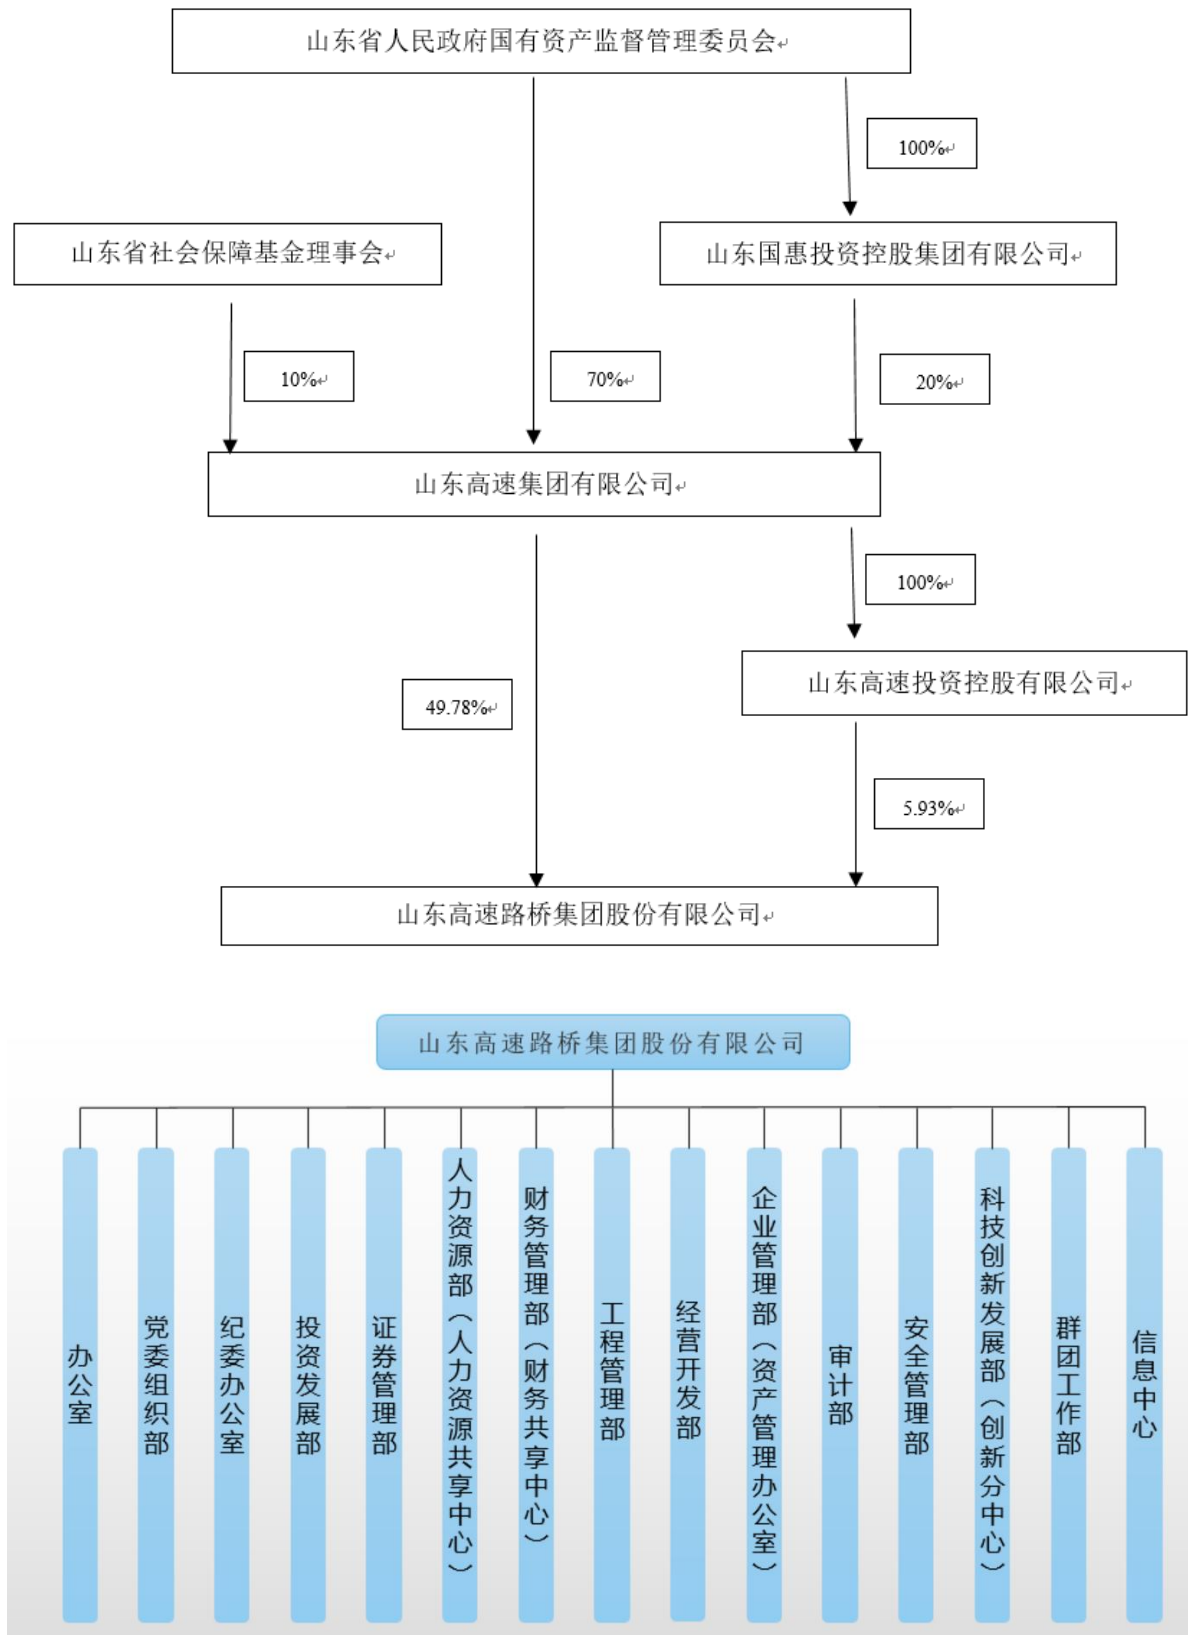 山东省人民政府国有资产监督管理委员会↵
100%↵
山东省社会保障基金理事会↵
山东国惠投资控股集团有限公司↵
10%↵
70%↵
20%↵
山东高速集团有限公司↵
100%↵
山东高速投资控股有限公司↵
49.78%↵
5.93%↵
山东高速路桥集团股份有限公司↵
山东高速路桥集团股份有限公司
办公室
党委组织部
纪委办公室
投资发展部
证券管理部
人力资源部（人力资源共享中心）
财务管理部（财务共享中心）
工程管理部
经营开发部
企业管理部（资产管理办公室）
审计部
安全管理部
科技创新发展部（创新分中心）
群团工作部
信息中心